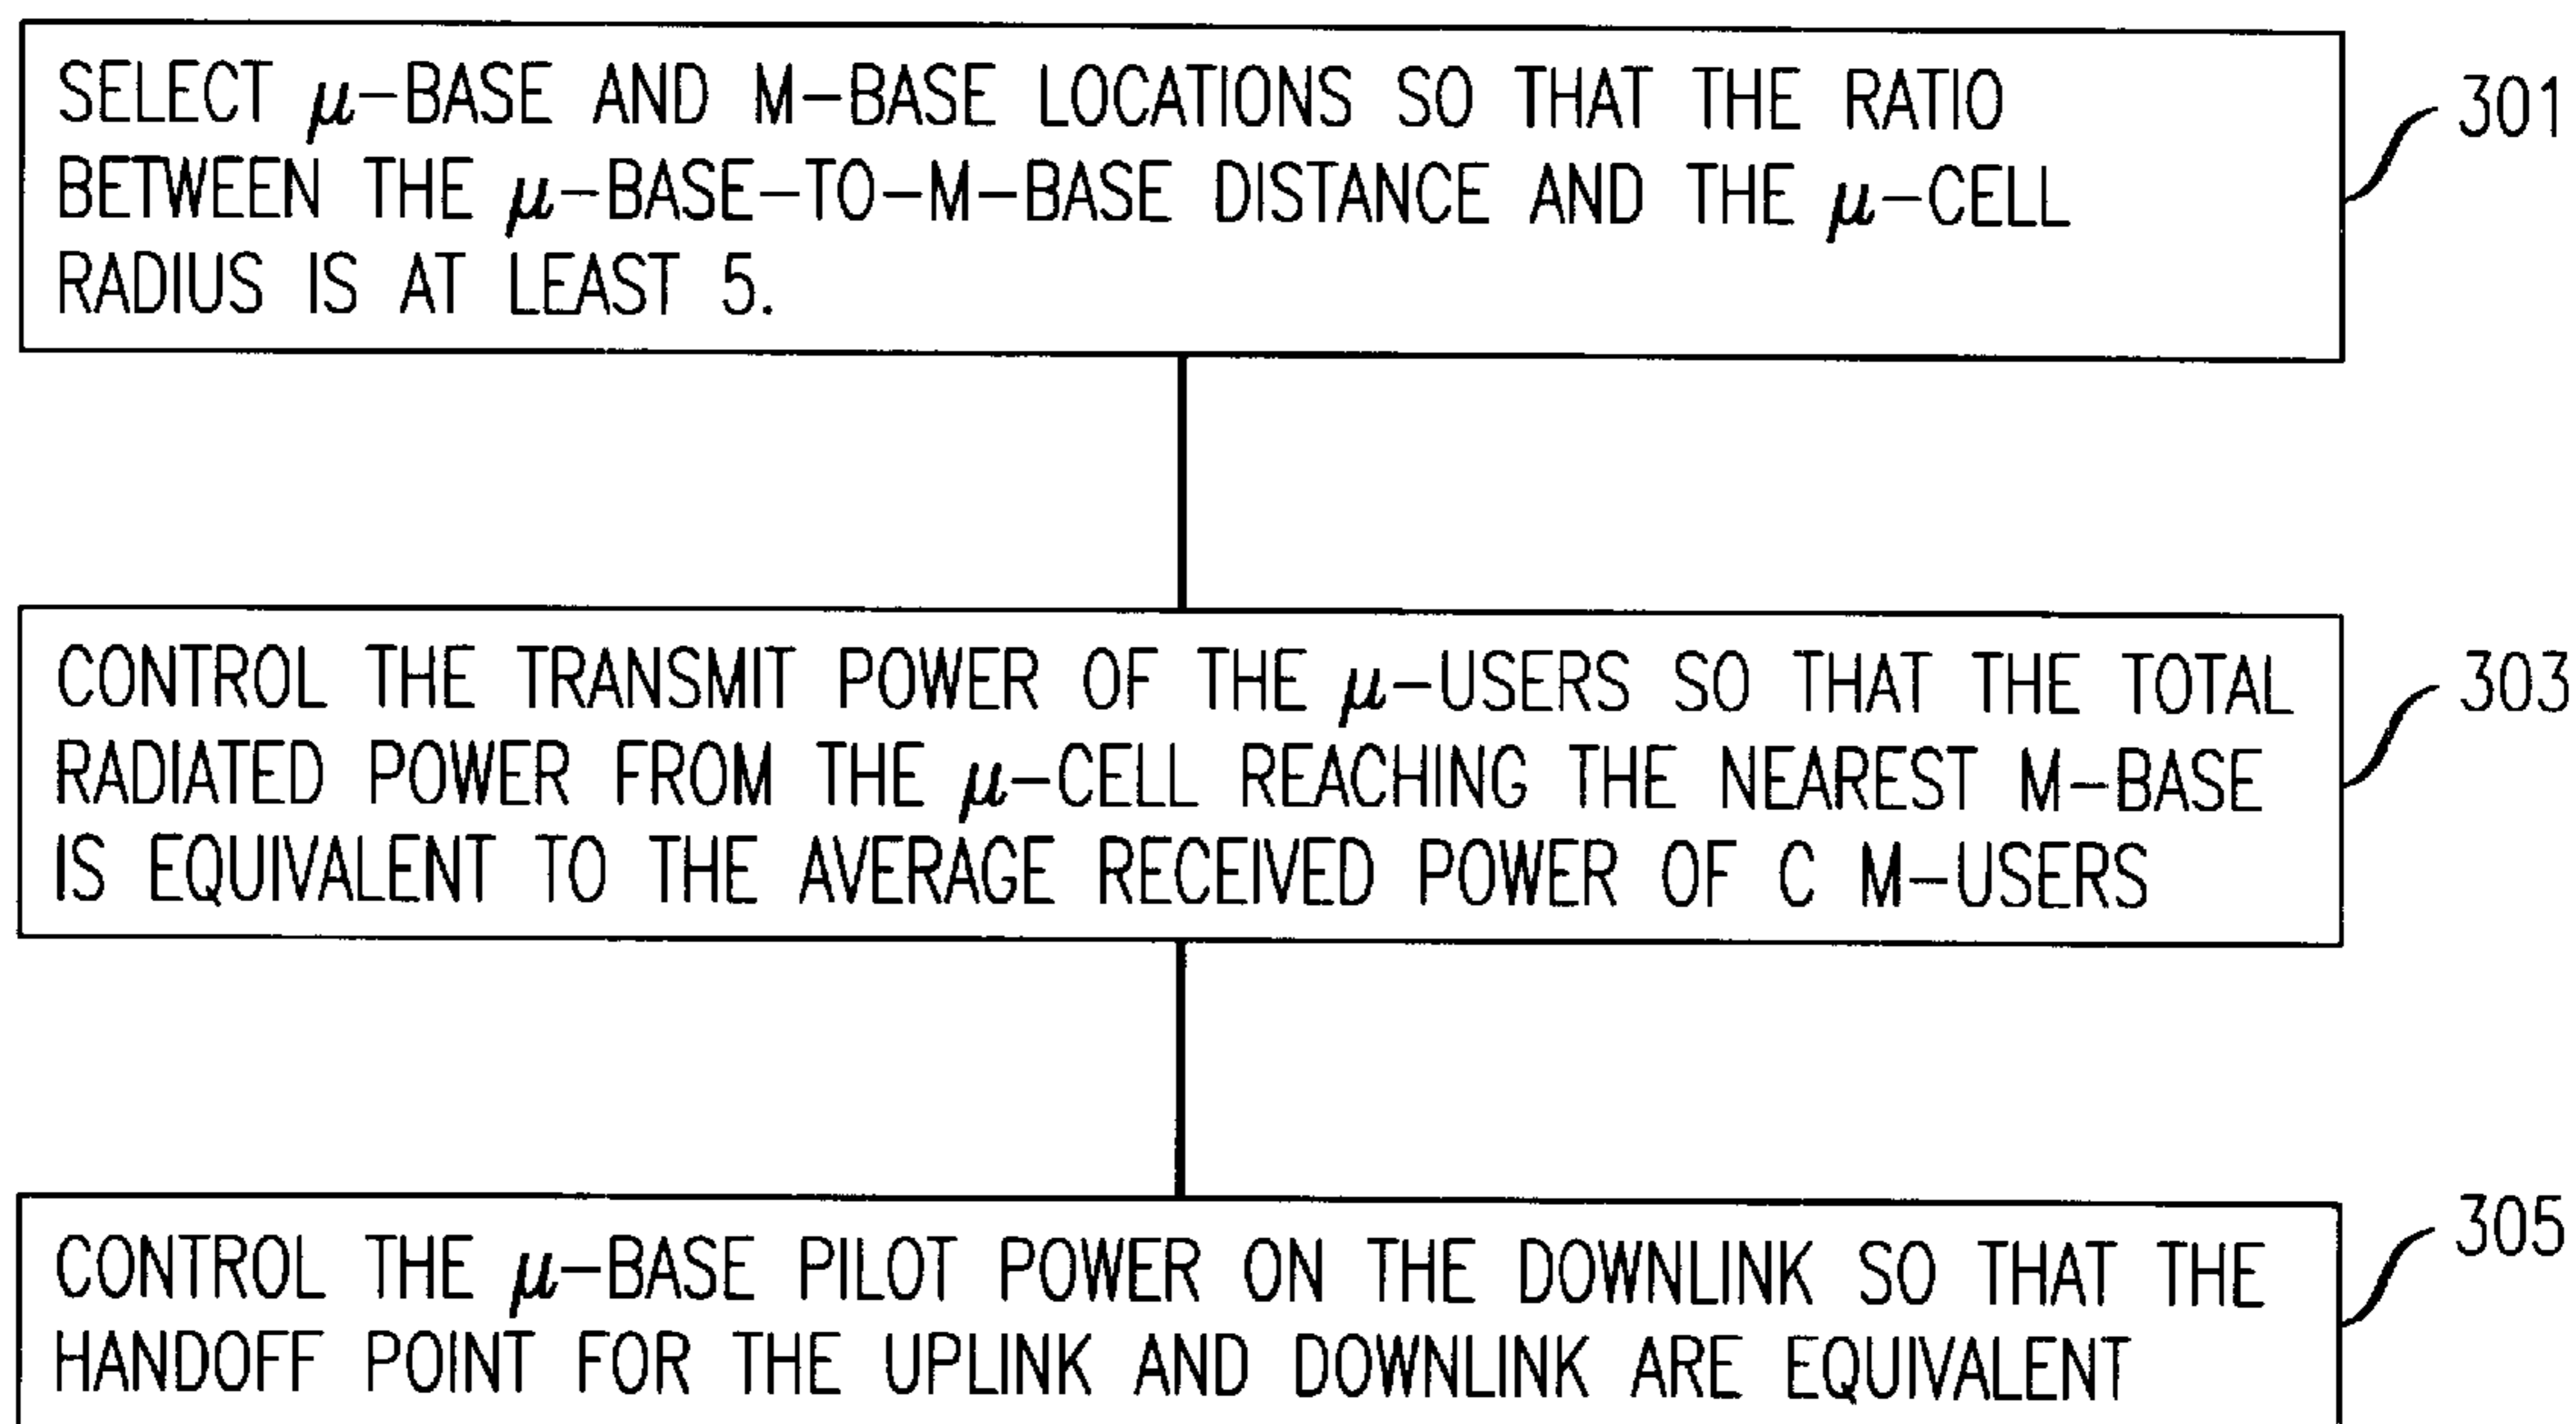 SELECT μ-BASE AND M-BASE LOCATIONS SO THAT THE RATIO
BETWEEN THE μ-BASE-TO-M-BASE DISTANCE AND THE μ-CELL
RADIUS IS AT LEAST 5.
301
CONTROL THE TRANSMIT POWER OF THE μ-USERS SO THAT THE TOTAL
RADIATED POWER FROM THE μ-CELL REACHING THE NEAREST M-BASE
IS EQUIVALENT TO THE AVERAGE RECEIVED POWER OF C M-USERS
303
CONTROL THE μ-BASE PILOT POWER ON THE DOWNLINK SO THAT THE
HANDOFF POINT FOR THE UPLINK AND DOWNLINK ARE EQUIVALENT
305